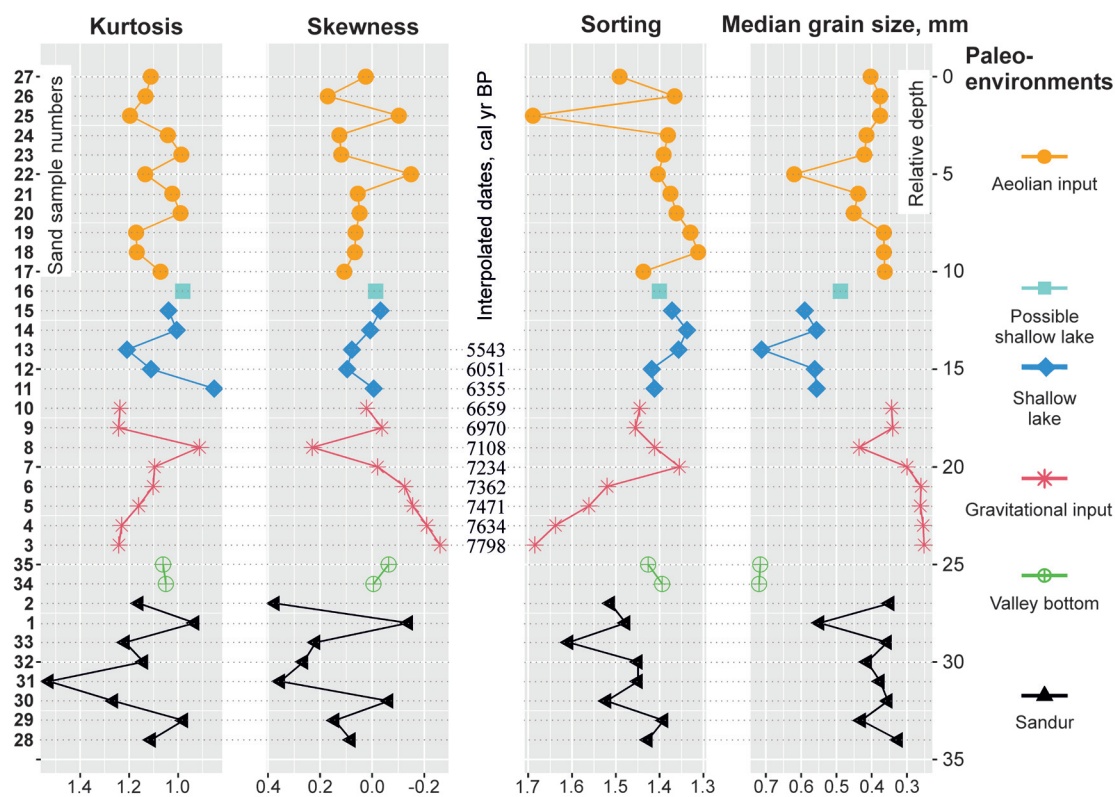 Kurtosis Skewness Sorting Median grain size, mm
Paleo-
environments
Sand sample numbers
Interpolated dates, cal yr BP
Relative depth
27 0
26
25
24
23
22 5
21
20
19
18
17 10
16
15
14
13 5543
12 6051 15
11 6355
10 6659
9 6970
8 7108
7 7234 20
6 7362
5 7471
4 7634
3 7798
35 25
34
2
1
33
32 30
31
30
29
28
35
1.4 1.2 1.0 0.4 0.2 0.0 -0.2 1.7 1.6 1.5 1.4 1.3 0.7 0.6 0.5 0.4 0.3
Aeolian input
Possible
shallow lake
Shallow
lake
Gravitational input
Valley bottom
Sandur